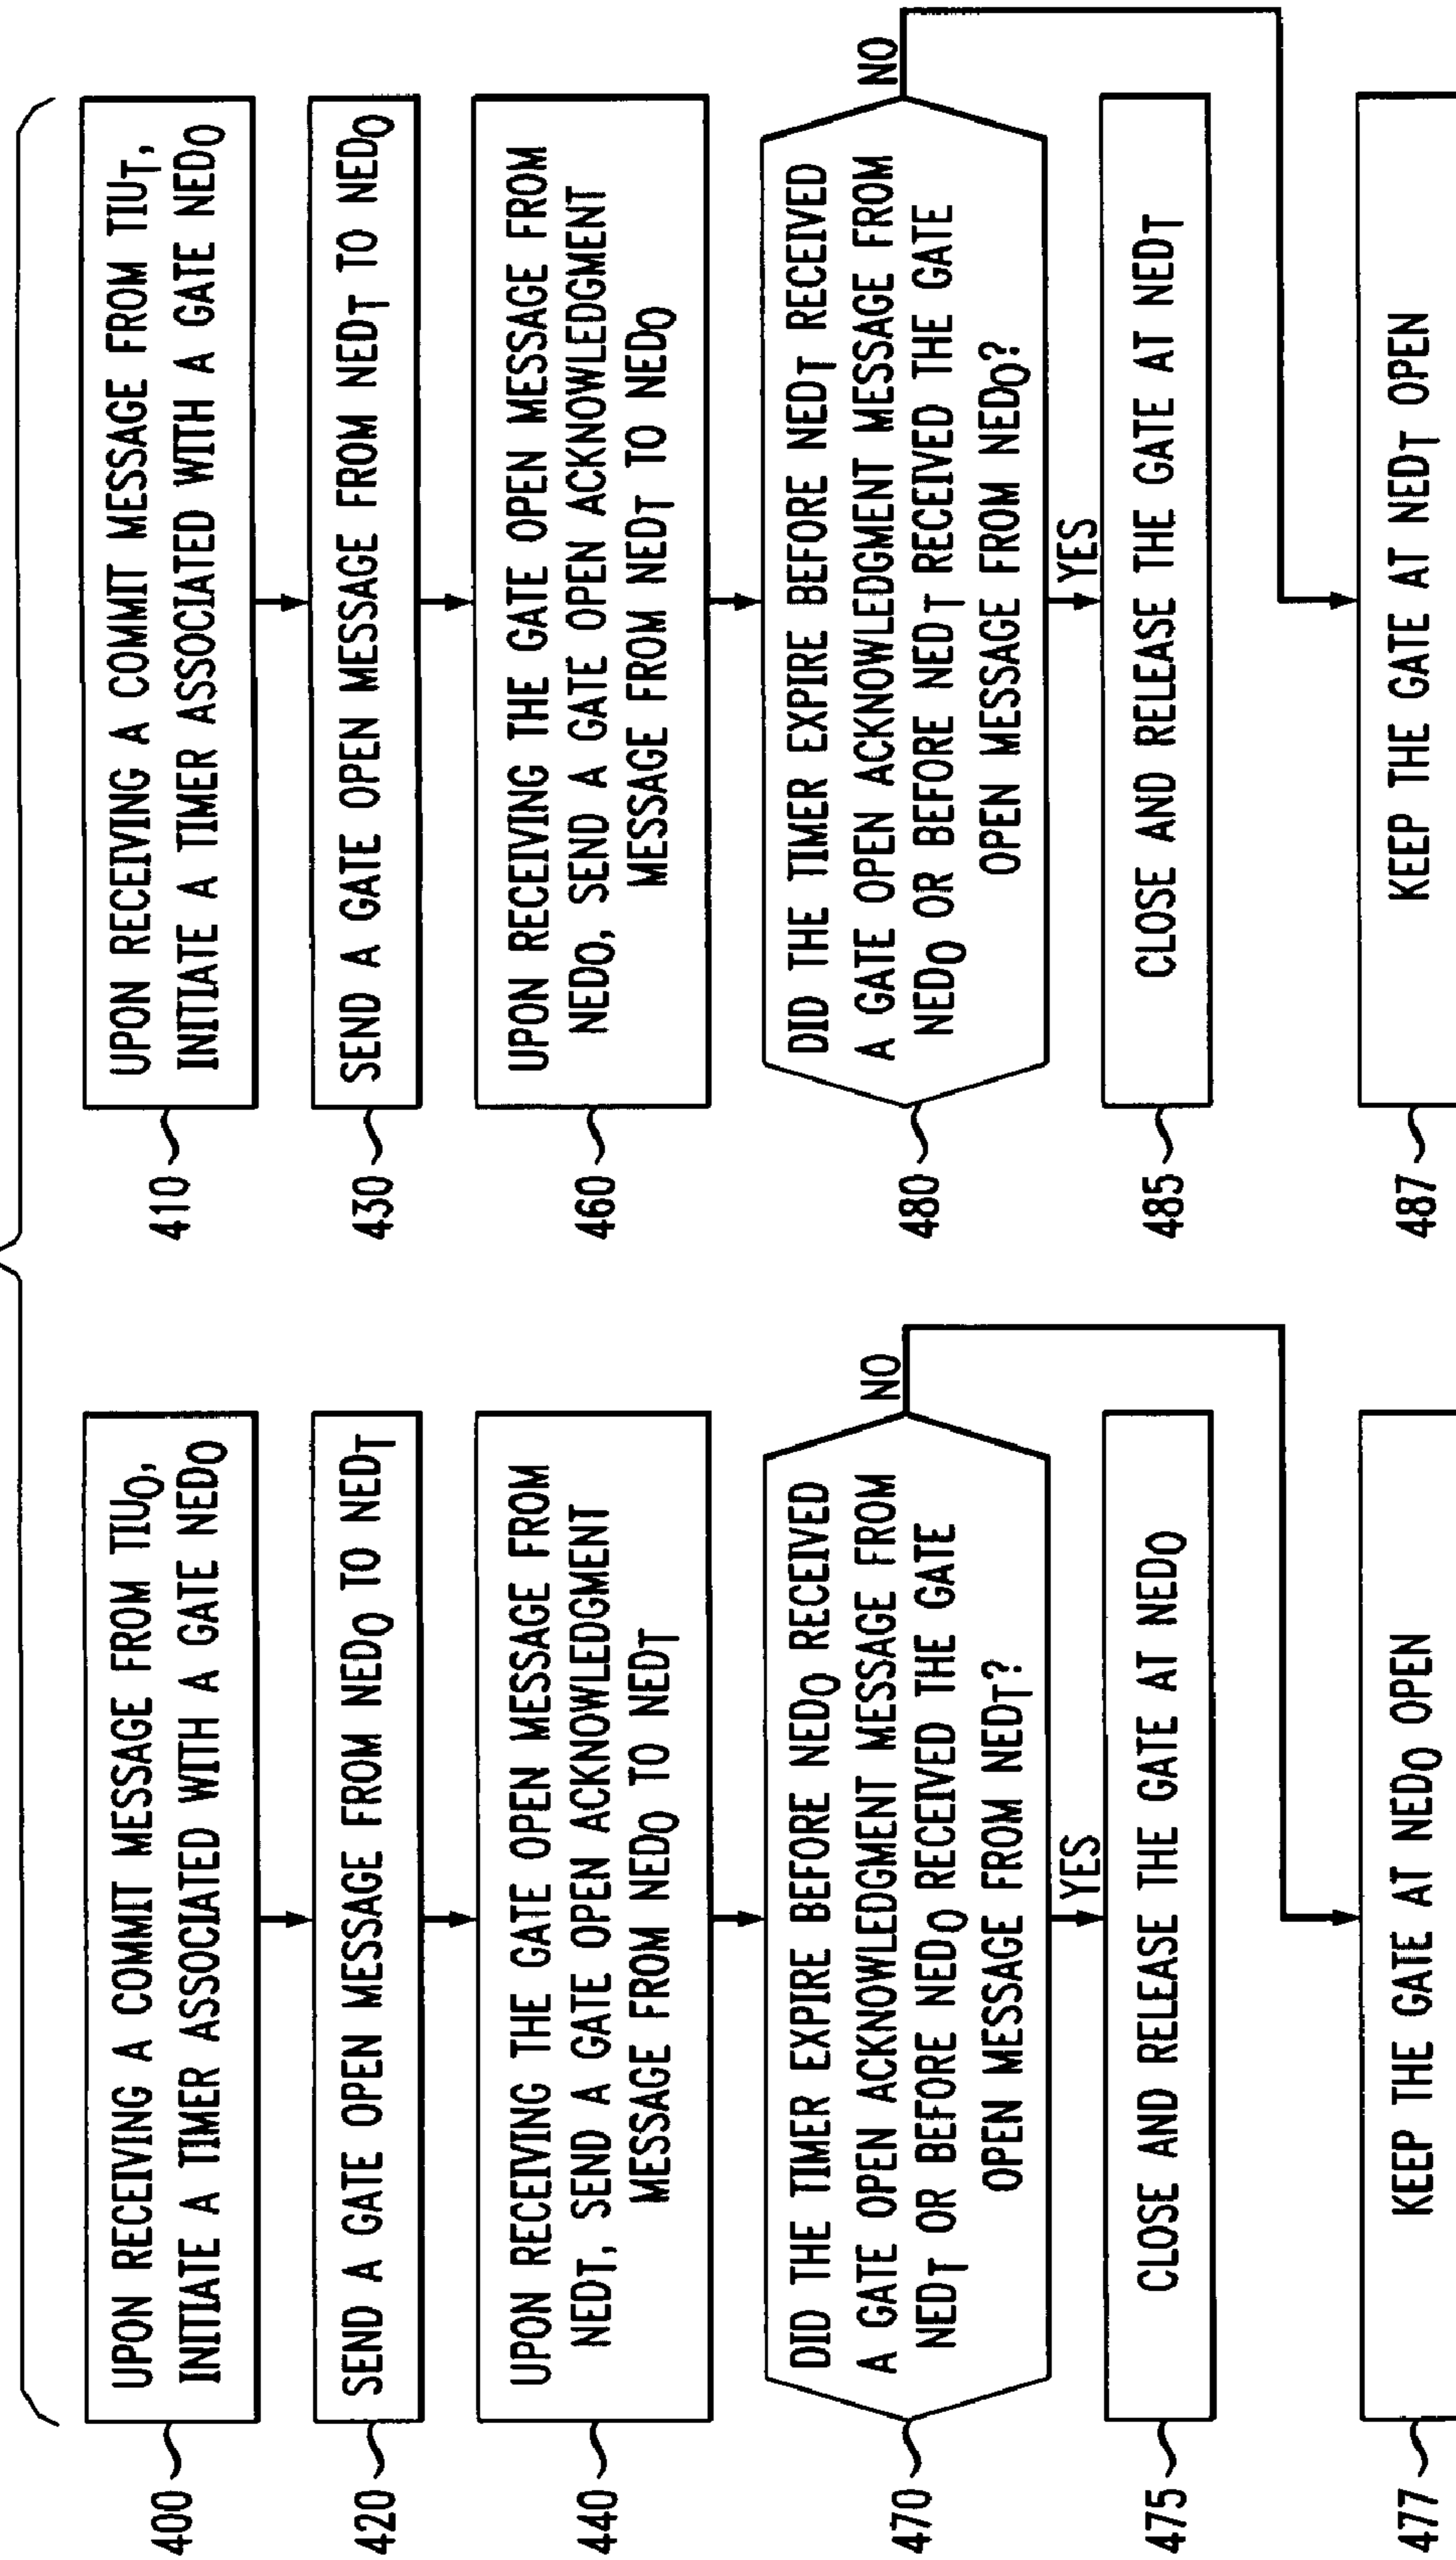 400
UPON RECEIVING A COMMIT MESSAGE FROM TIUO,
INITIATE A TIMER ASSOCIATED WITH A GATE NEDO
420
SEND A GATE OPEN MESSAGE FROM NEDO TO NEDT
440
UPON RECEIVING THE GATE OPEN MESSAGE FROM
NEDT, SEND A GATE OPEN ACKNOWLEDGMENT
MESSAGE FROM NEDO TO NEDT
470
DID THE TIMER EXPIRE BEFORE NEDO RECEIVED
A GATE OPEN ACKNOWLEDGMENT MESSAGE FROM
NEDT OR BEFORE NEDO RECEIVED THE GATE
OPEN MESSAGE FROM NEDT?
NO
YES
475
CLOSE AND RELEASE THE GATE AT NEDO
477
KEEP THE GATE AT NEDO OPEN
410
UPON RECEIVING A COMMIT MESSAGE FROM TIUT,
INITIATE A TIMER ASSOCIATED WITH A GATE NEDO
430
SEND A GATE OPEN MESSAGE FROM NEDT TO NEDO
460
UPON RECEIVING THE GATE OPEN MESSAGE FROM
NEDO, SEND A GATE OPEN ACKNOWLEDGMENT
MESSAGE FROM NEDT TO NEDO
480
DID THE TIMER EXPIRE BEFORE NEDT RECEIVED
A GATE OPEN ACKNOWLEDGMENT MESSAGE FROM
NEDO OR BEFORE NEDT RECEIVED THE GATE
OPEN MESSAGE FROM NEDO?
NO
YES
485
CLOSE AND RELEASE THE GATE AT NEDT
487
KEEP THE GATE AT NEDT OPEN